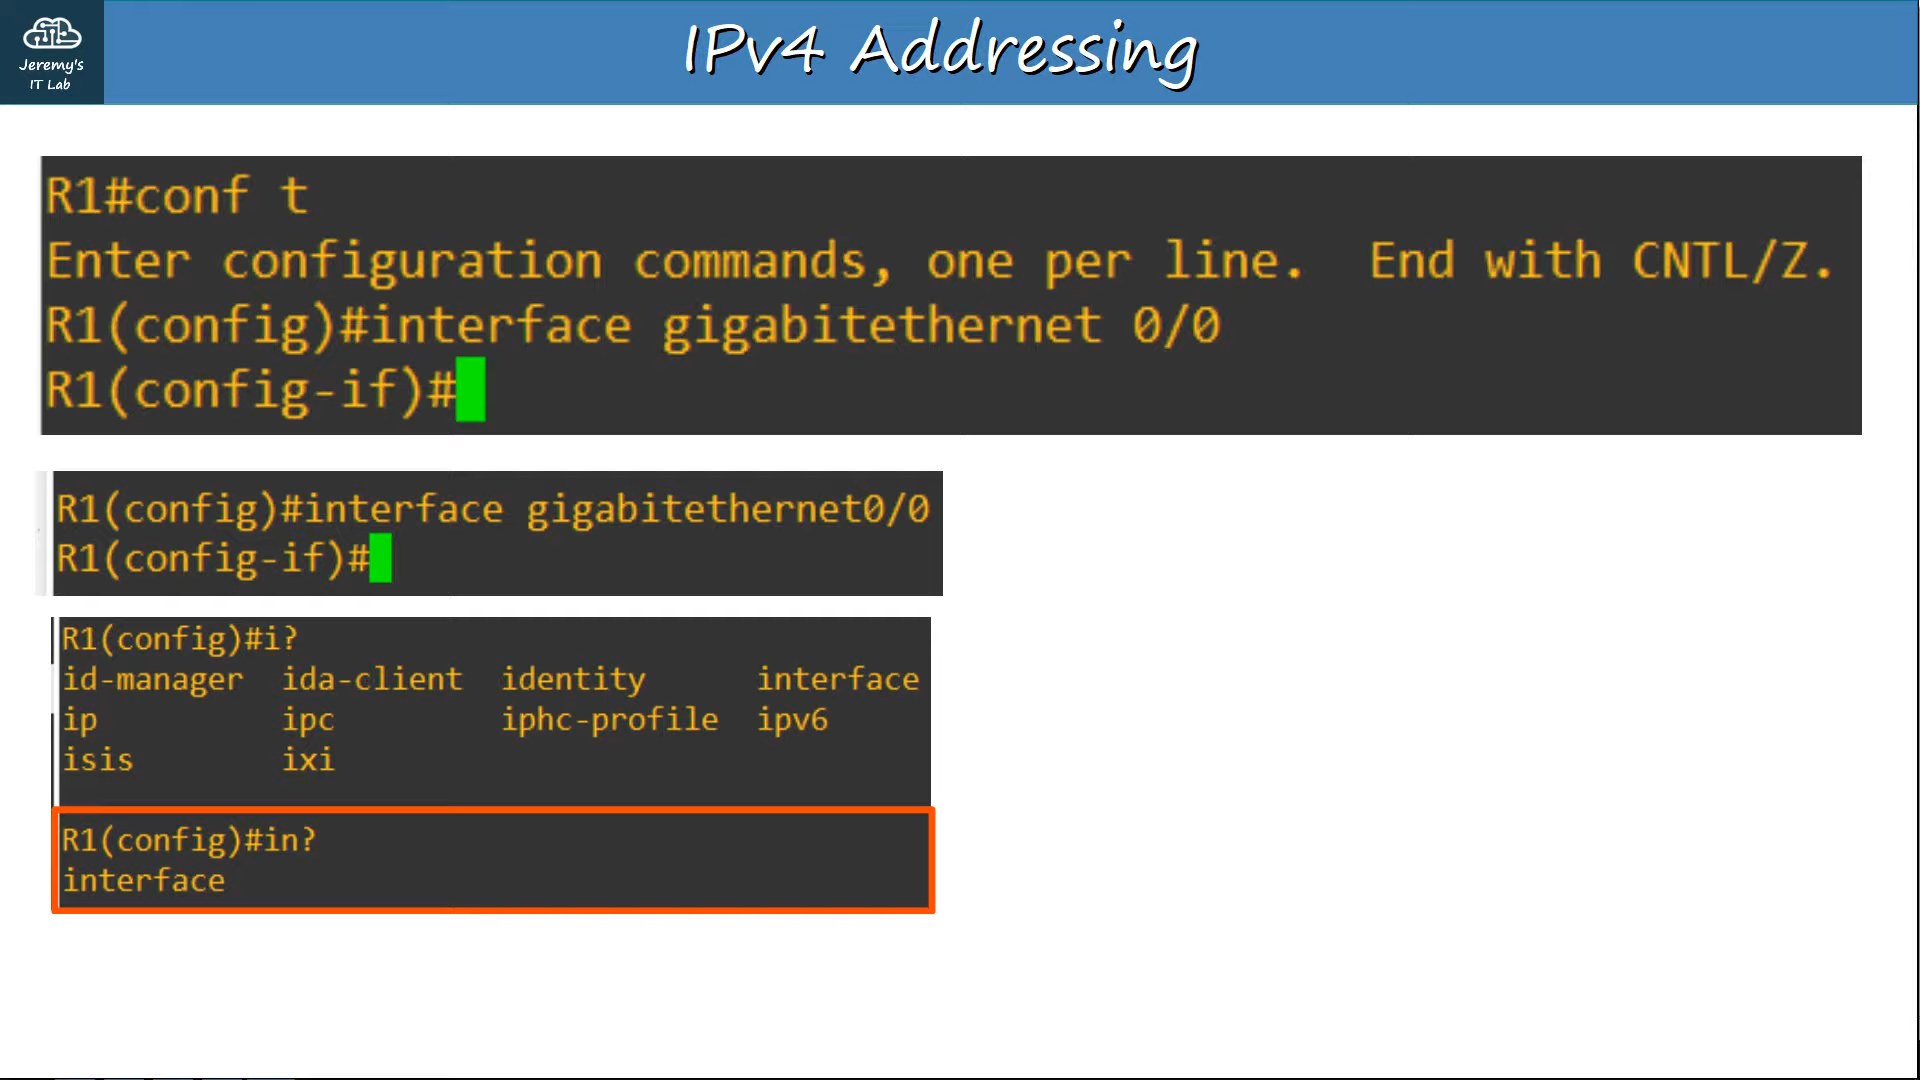 Jeremy's
IT Lab
IPv4 Addressing
R1#conf t
Enter configuration commands, one per line.  End with CNTL/Z.
R1(config)#interface gigabitethernet 0/0
R1(config-if)#
R1(config)#interface gigabitethernet0/0
R1(config-if)#
R1(config)#i?
id-manager  ida-client  identity  interface
ip  ipc  iphc-profile  ipv6
isis  ixi
R1(config)#in?
interface